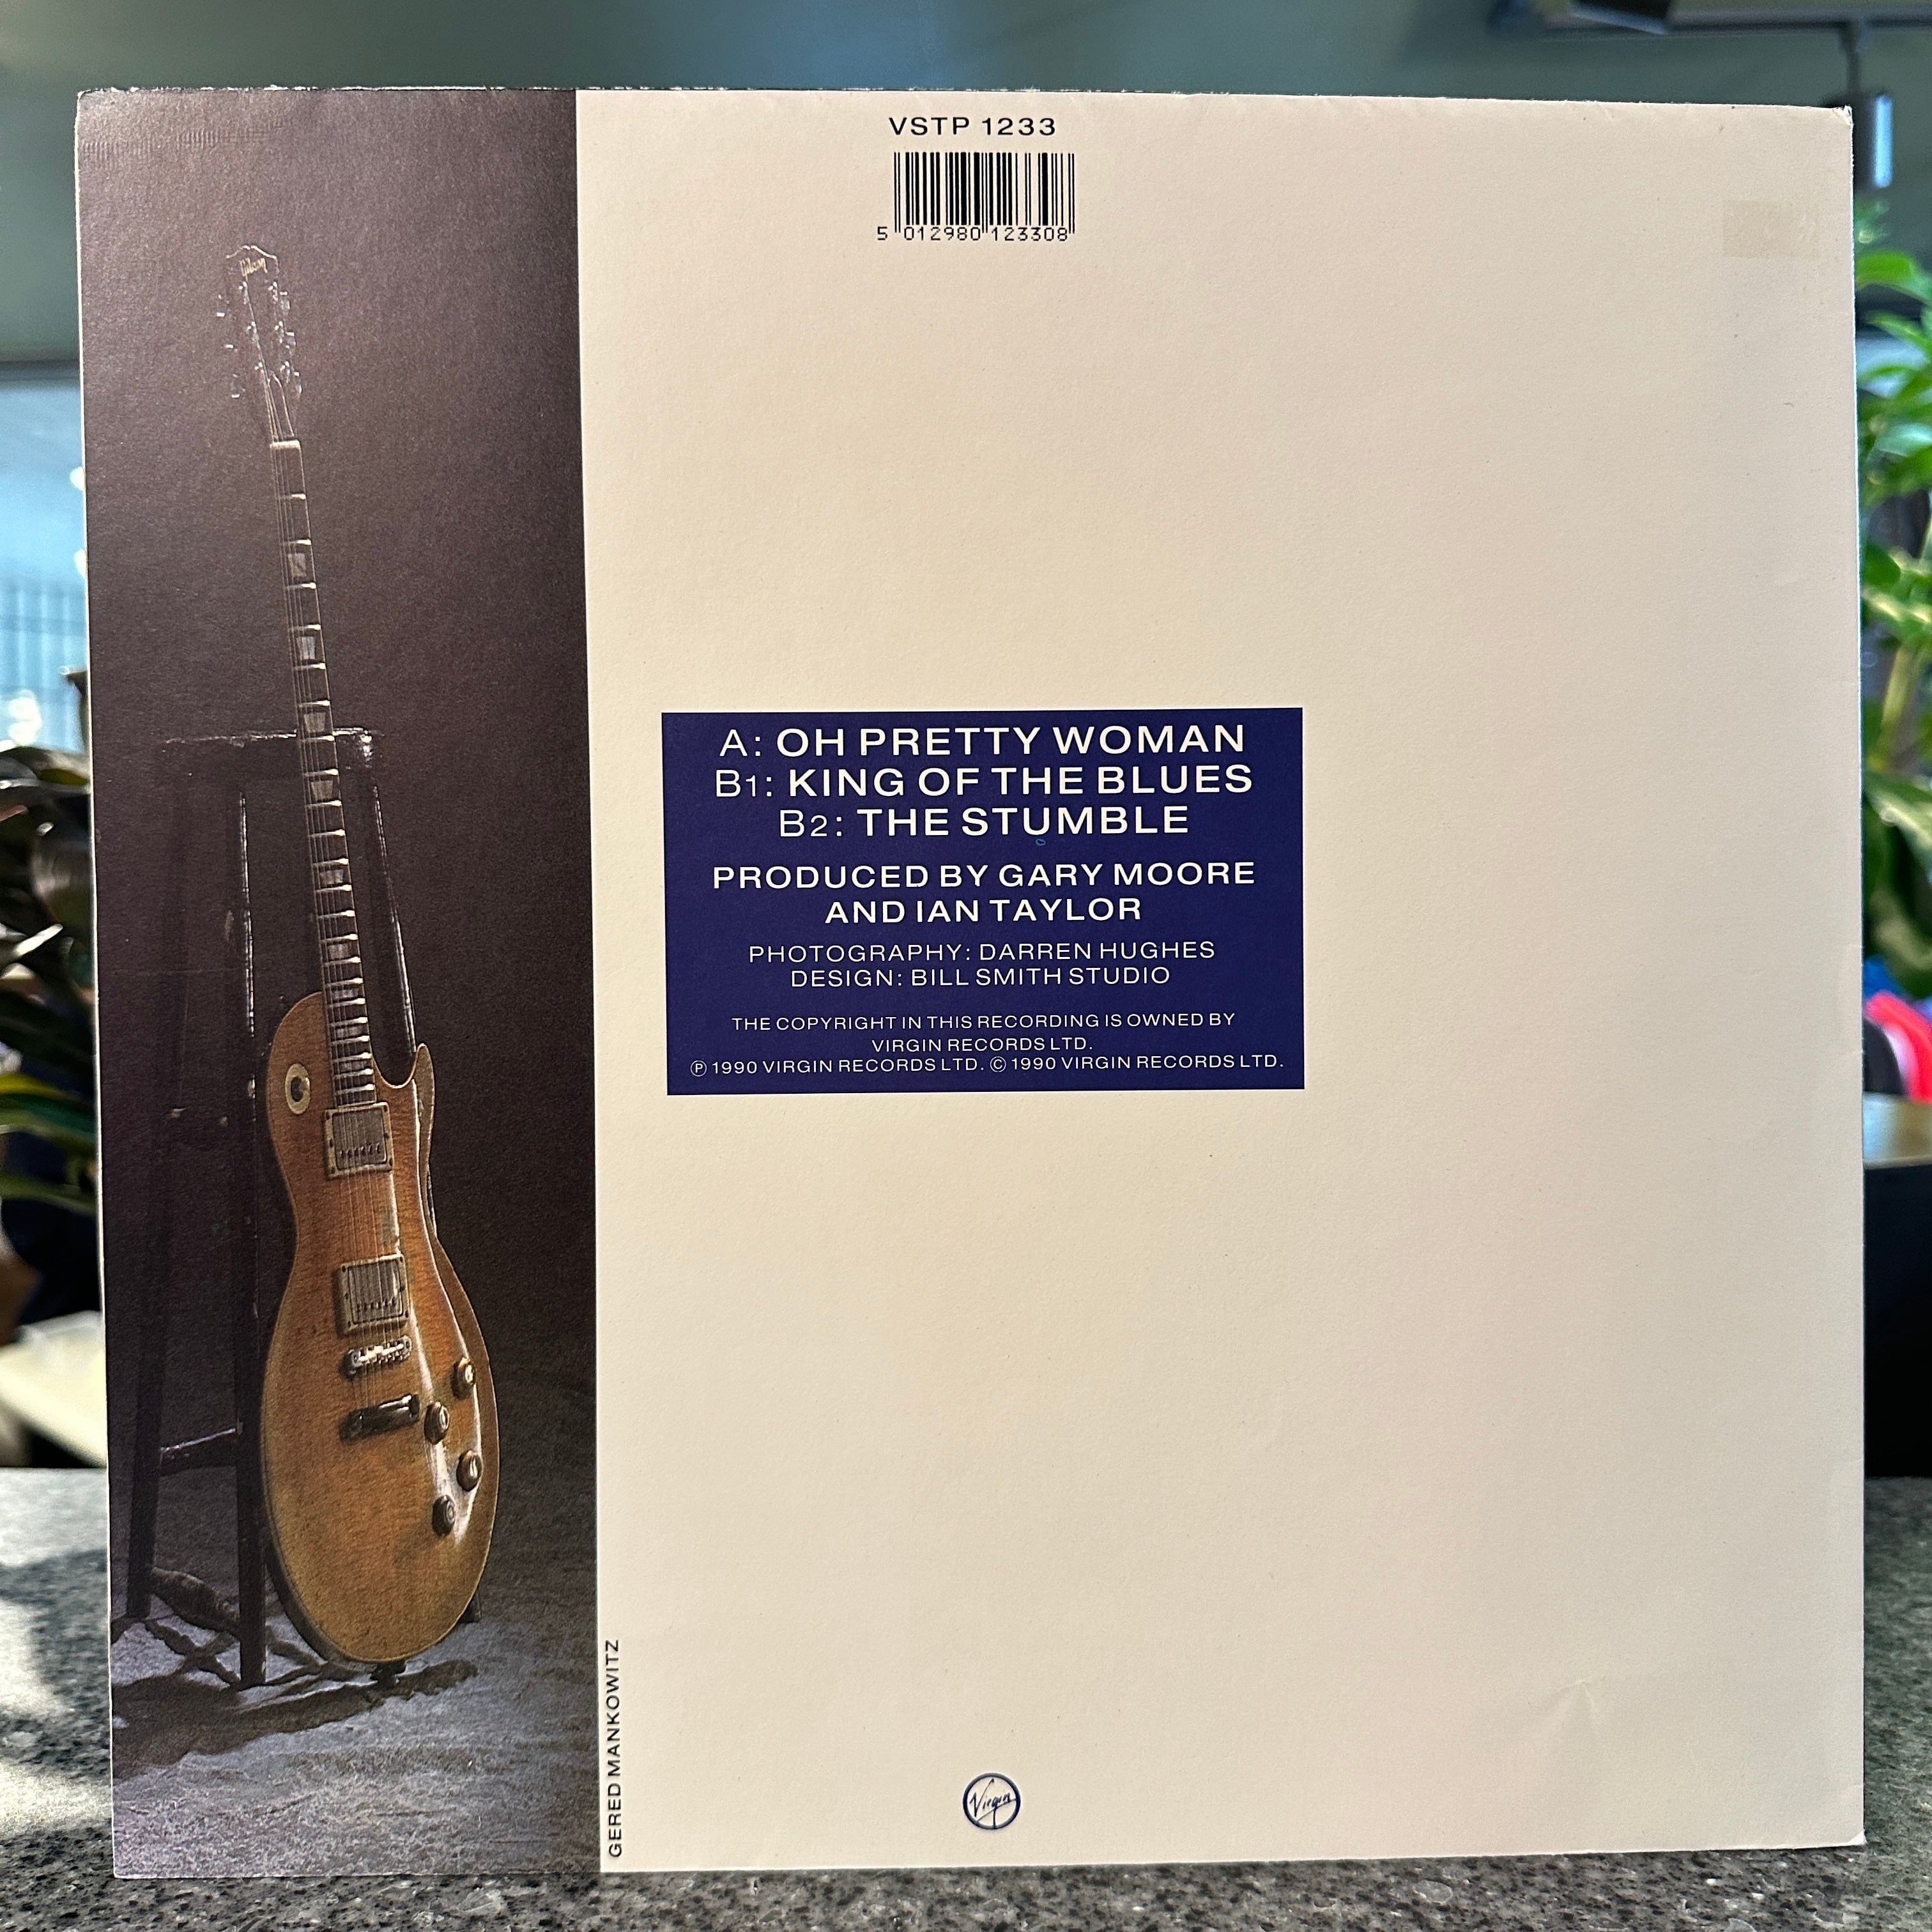 VSTP 1233
5 012980 123308
Gibson
A: OH PRETTY WOMAN
B1: KING OF THE BLUES
B2: THE STUMBLE
PRODUCED BY GARY MOORE
AND IAN TAYLOR
PHOTOGRAPHY: DARREN HUGHES
DESIGN: BILL SMITH STUDIO
THE COPYRIGHT IN THIS RECORDING IS OWNED BY
VIRGIN RECORDS LTD.
Ⓟ 1990 VIRGIN RECORDS LTD. © 1990 VIRGIN RECORDS LTD.
GERED MANKOWITZ
Virgin